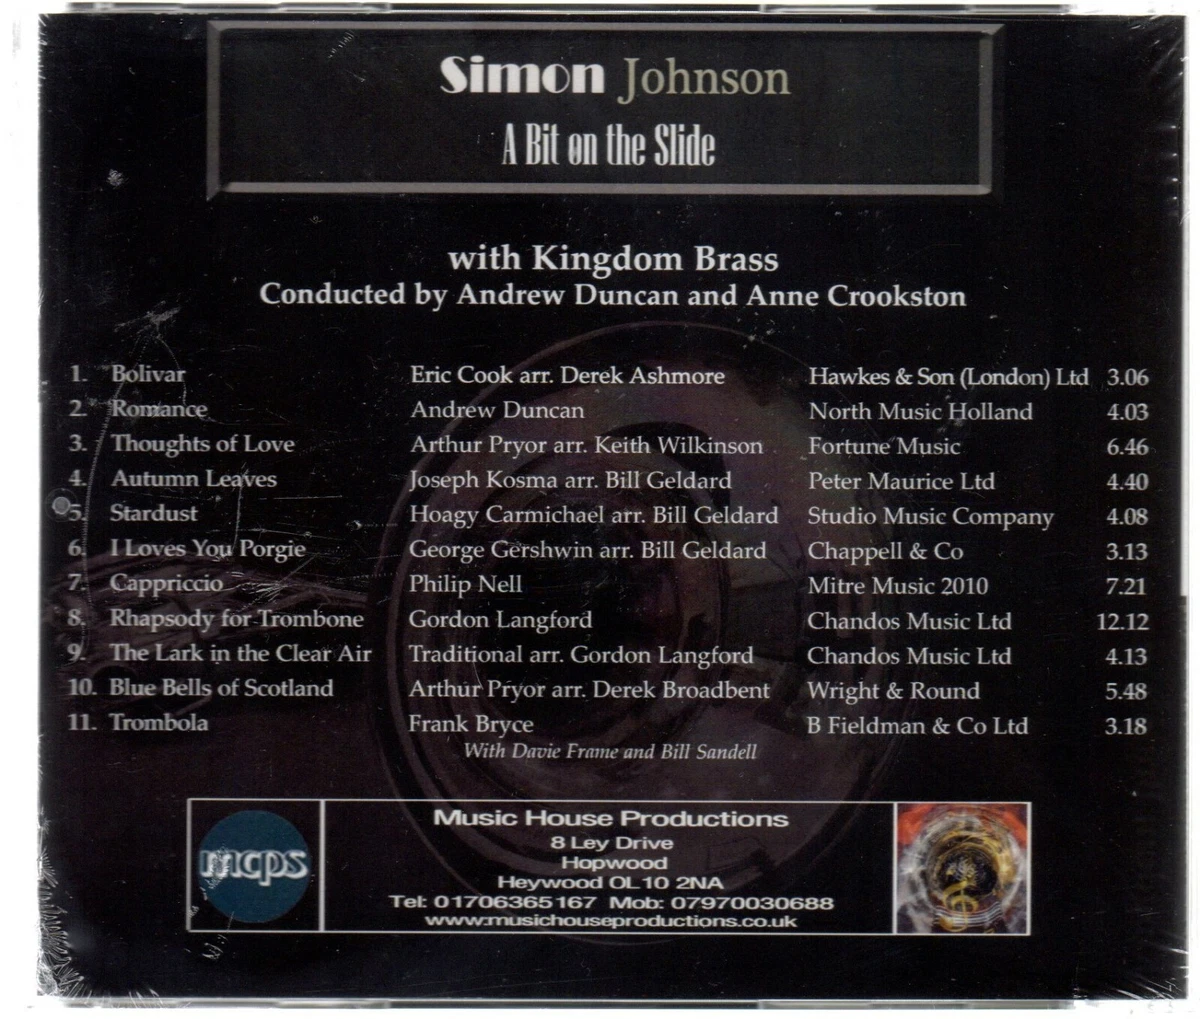 Simon Johnson
A Bit on the Slide
with Kingdom Brass
Conducted by Andrew Duncan and Anne Crookston
1. Bolivar Eric Cook arr. Derek Ashmore Hawkes & Son (London) Ltd 3.06
2. Romance Andrew Duncan North Music Holland 4.03
3. Thoughts of Love Arthur Pryor arr. Keith Wilkinson Fortune Music 6.46
4. Autumn Leaves Joseph Kosma arr. Bill Geldard Peter Maurice Ltd 4.40
5. Stardust Hoagy Carmichael arr. Bill Geldard Studio Music Company 4.08
6. I Loves You Porgie George Gershwin arr. Bill Geldard Chappell & Co 3.13
7. Cappriccio Philip Nell Mitre Music 2010 7.21
8. Rhapsody for Trombone Gordon Langford Chandos Music Ltd 12.12
9. The Lark in the Clear Air Traditional arr. Gordon Langford Chandos Music Ltd 4.13
10. Blue Bells of Scotland Arthur Pryor arr. Derek Broadbent Wright & Round 5.48
11. Trombola Frank Bryce B Fieldman & Co Ltd 3.18
With Davie Frame and Bill Sandell
mcps
Music House Productions
8 Ley Drive
Hopwood
Heywood OL10 2NA
Tel: 01706365167 Mob: 07970030688
www.musichouseproductions.co.uk